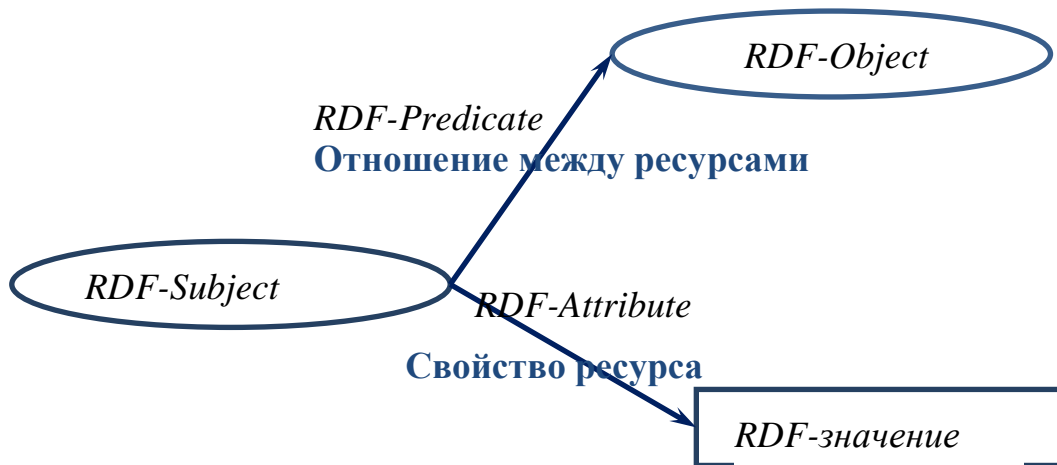 RDF-Object
RDF-Predicate
Отношение между ресурсами
RDF-Subject
RDF-Attribute
Свойство ресурса
RDF-значение